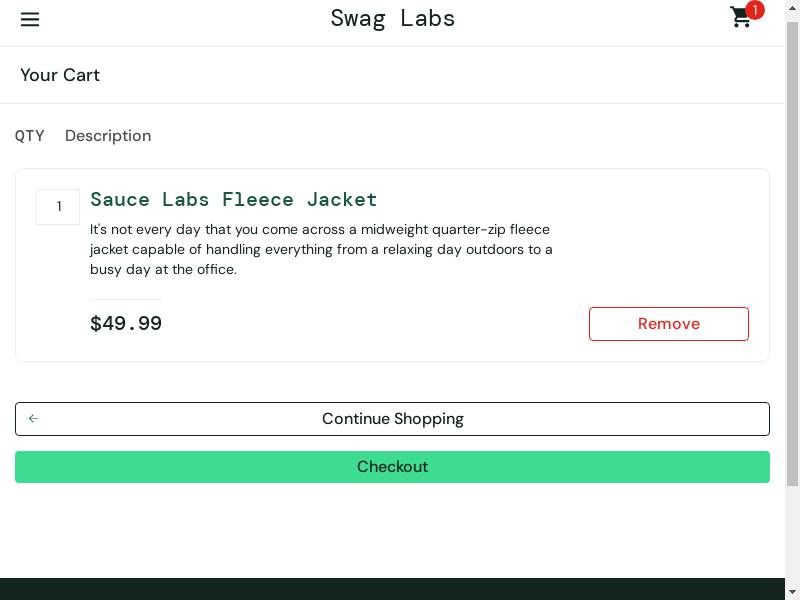 Swag Labs
1
Your Cart
QTY Description
1
Sauce Labs Fleece Jacket
It's not every day that you come across a midweight quarter-zip fleece
jacket capable of handling everything from a relaxing day outdoors to a
busy day at the office.
$49.99
Remove
Continue Shopping
Checkout